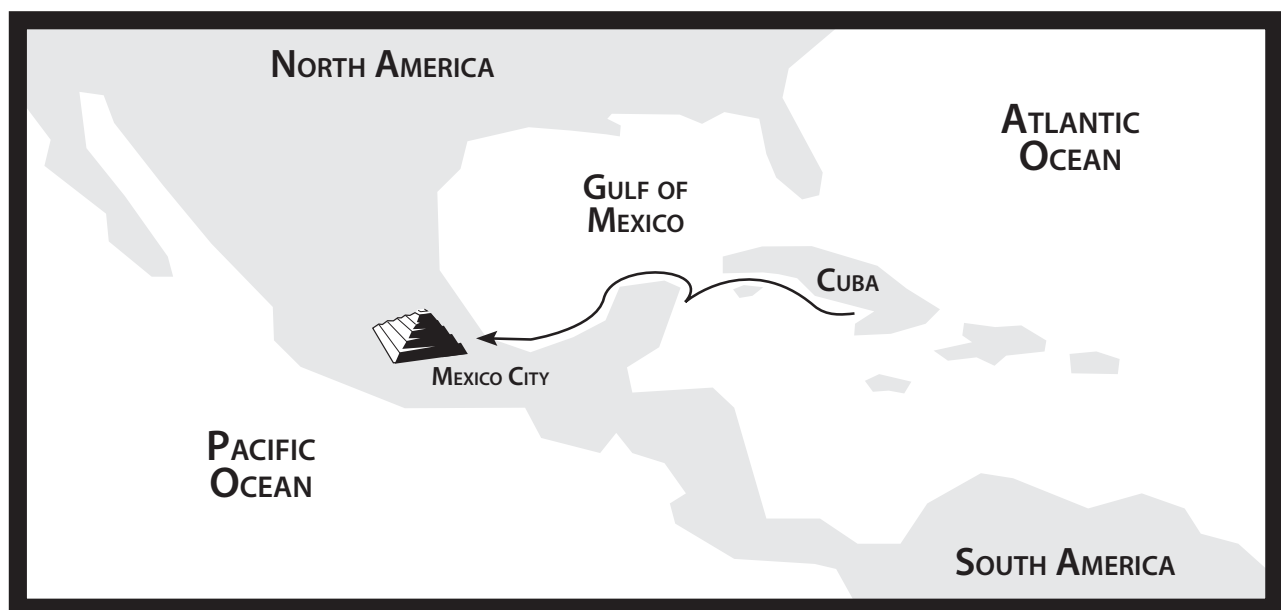 North America
Atlantic
Ocean
Gulf of
Mexico
Cuba
Mexico City
Pacific
Ocean
South America